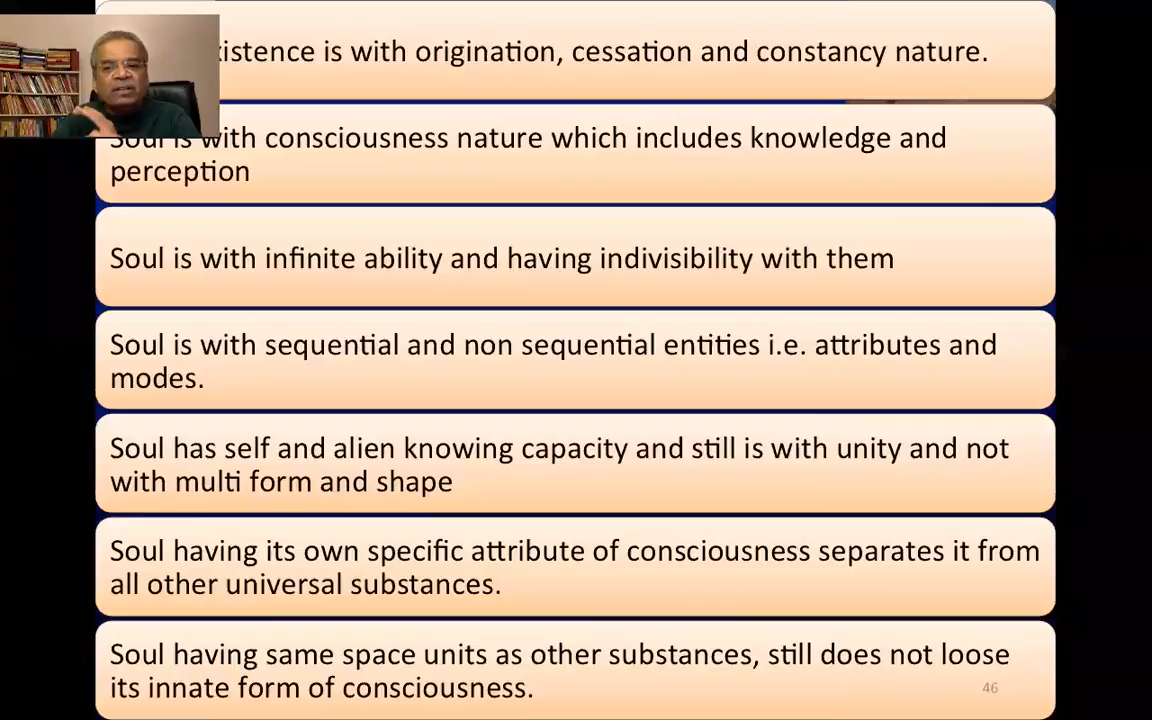 istence is with origination, cessation and constancy nature.
Soul is with consciousness nature which includes knowledge and
perception
Soul is with infinite ability and having indivisibility with them
Soul is with sequential and non sequential entities i.e. attributes and
modes.
Soul has self and alien knowing capacity and still is with unity and not
with multi form and shape
Soul having its own specific attribute of consciousness separates it from
all other universal substances.
Soul having same space units as other substances, still does not loose
its innate form of consciousness.
46